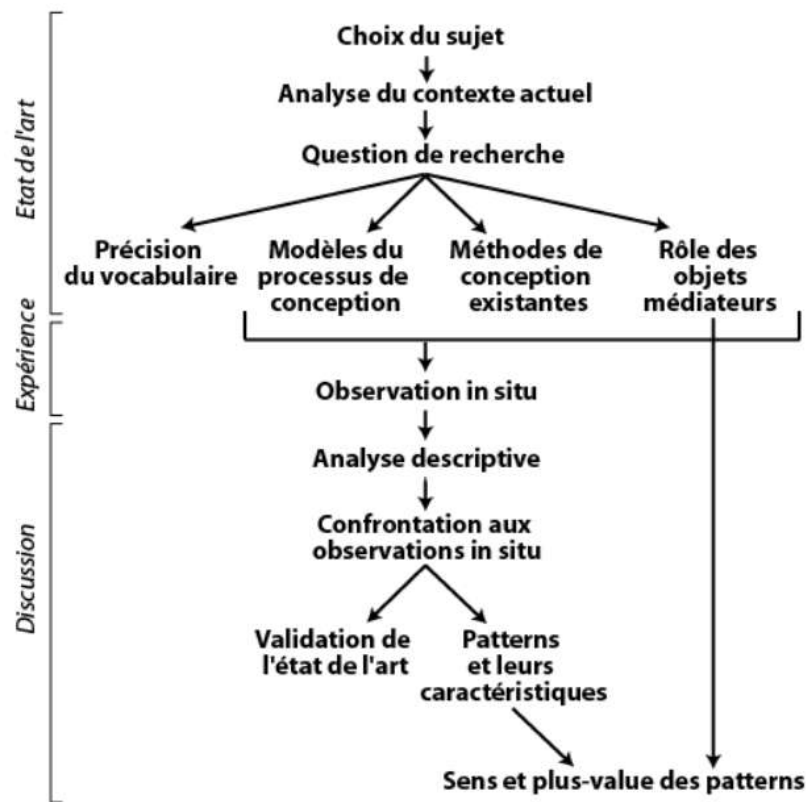 Etat de l'art
Choix du sujet
Analyse du contexte actuel
Question de recherche
Précision
du vocabulaire
Modèles du
processus de
conception
Méthodes de
conception
existantes
Rôle des
objets
médiateurs
Expérience
Observation in situ
Discussion
Analyse descriptive
Confrontation aux
observations in situ
Validation de
l'état de l'art
Patterns
et leurs
caractéristiques
Sens et plus-value des patterns